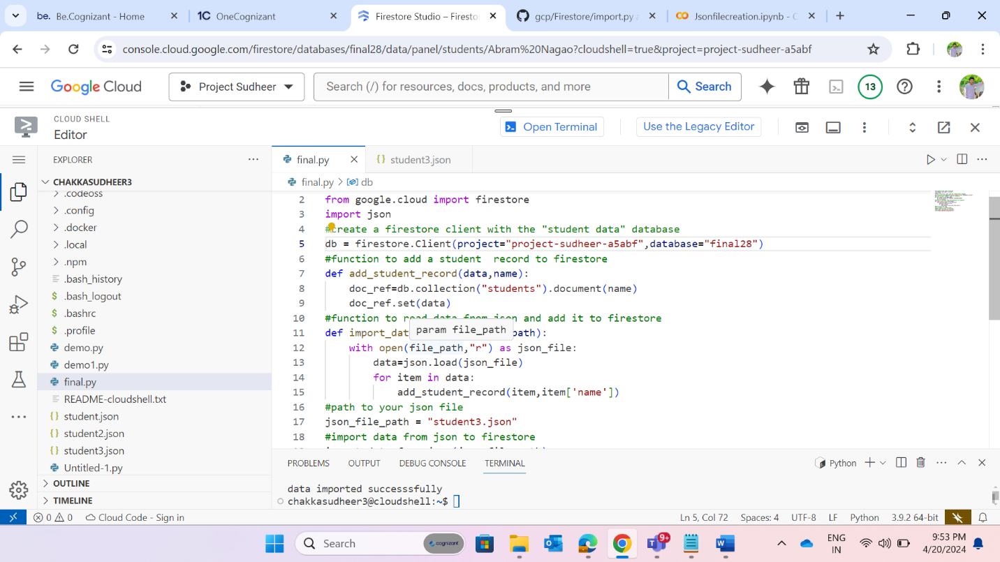 be. Be.Cognizant - Home
1C OneCognizant
Firestore Studio – Firesto
gcp/Firestore/import.py a
CO Jsonfilecreation.ipynb - C
console.cloud.google.com/firestore/databases/final28/data/panel/students/Abram%20Nagao?cloudshell=true&project=project-sudheer-a5abf
Google Cloud
Project Sudheer
Search (/) for resources, docs, products, and more
Search
13
CLOUD SHELL
Editor
Open Terminal
Use the Legacy Editor
EXPLORER
final.py
{} student3.json
CHAKKASUDHEER3
final.py > db
.codeoss
.config
.docker
.local
.npm
.bash_history
$ .bash_logout
$ .bashrc
$ .profile
demo.py
demo1.py
final.py
README-cloudshell.txt
{} student.json
{} student2.json
{} student3.json
Untitled-1.py
OUTLINE
TIMELINE
2 from google.cloud import firestore
3 import json
4 #create a firestore client with the "student data" database
5 db = firestore.Client(project="project-sudheer-a5abf",database="final28")
6 #function to add a student  record to firestore
7 def add_student_record(data,name):
8 doc_ref=db.collection("students").document(name)
9 doc_ref.set(data)
10 #function to read data from json and add it to firestore
param file_path
11 def import_dat path):
12 with open(file_path,"r") as json_file:
13 data=json.load(json_file)
14 for item in data:
15 add_student_record(item,item['name'])
16 #path to your json file
17 json_file_path = "student3.json"
18 #import data from json to firestore
PROBLEMS OUTPUT DEBUG CONSOLE TERMINAL
Python
data imported successsfully
chakkasudheer3@cloudshell:~$
0 0 Cloud Code - Sign in
Ln 5, Col 72 Spaces: 4 UTF-8 LF Python 3.9.2 64-bit
Search
cognizant
9+
ENG
IN
9:53 PM
4/20/2024